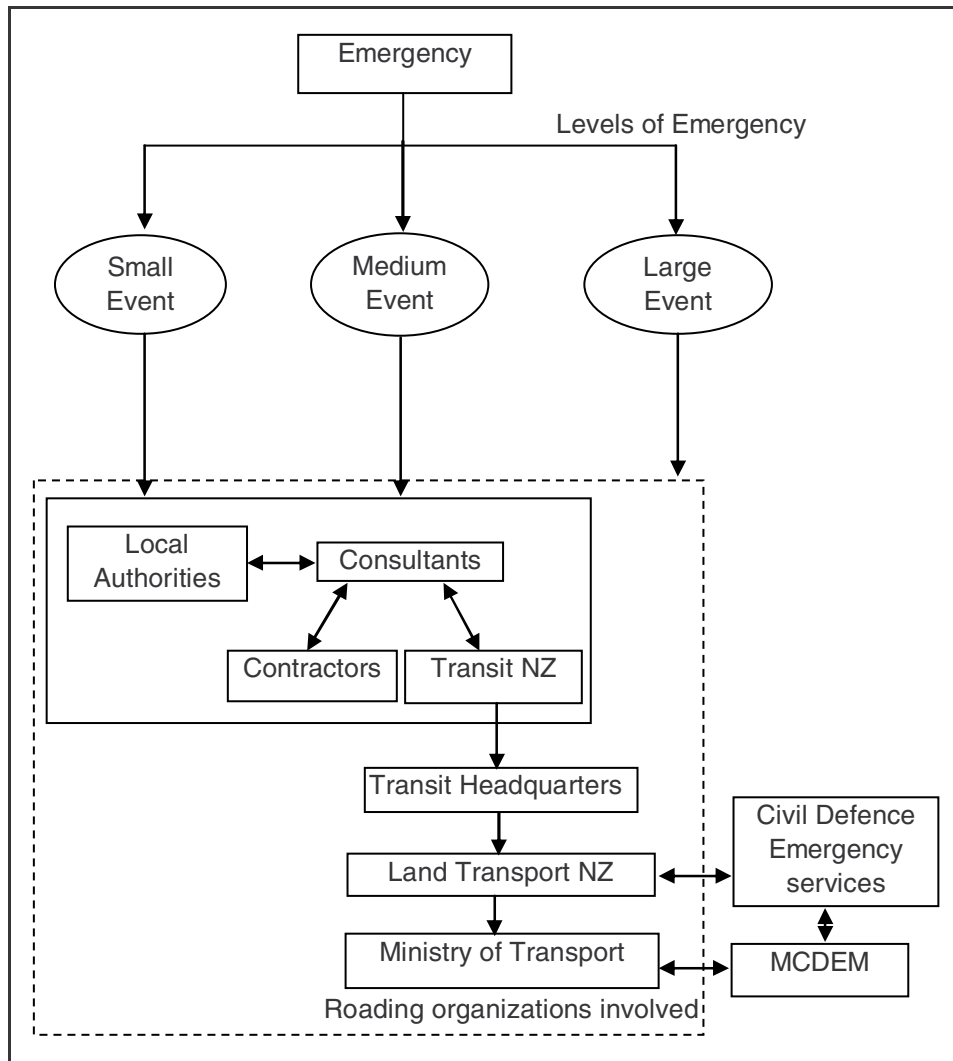 Emergency
Levels of Emergency
Small
Event
Medium
Event
Large
Event
Local
Authorities
Consultants
Contractors
Transit NZ
Transit Headquarters
Land Transport NZ
Civil Defence
Emergency
services
Ministry of Transport
MCDEM
Roading organizations involved